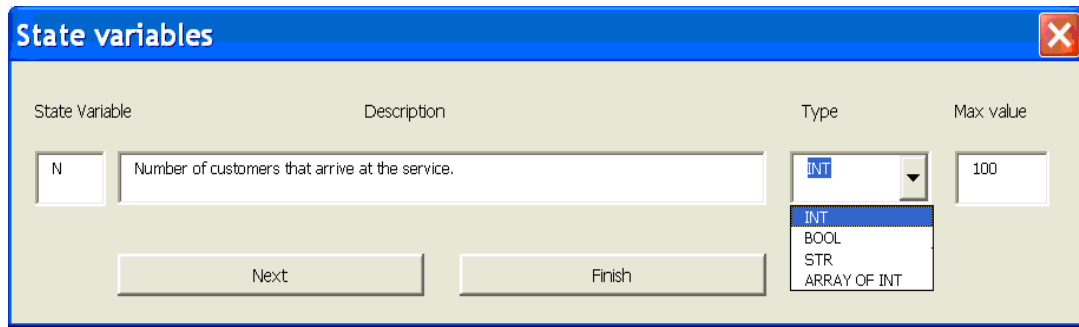 State variables
State Variable Description Type Max value
N Number of customers that arrive at the service. INT 100
INT
BOOL
STR
ARRAY OF INT
Next Finish